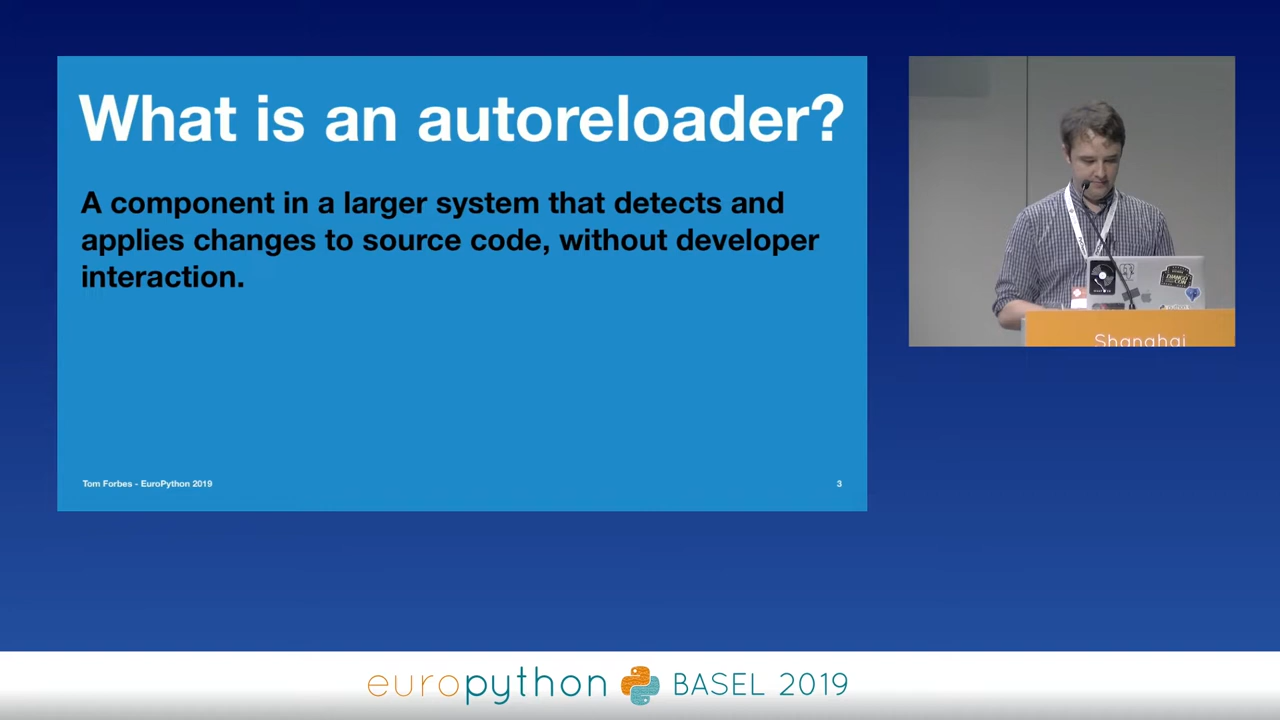 What is an autoreloader?
A component in a larger system that detects and
applies changes to source code, without developer
interaction.
Tom Forbes - EuroPython 2019
3
Shanghai
europython BASEL 2019